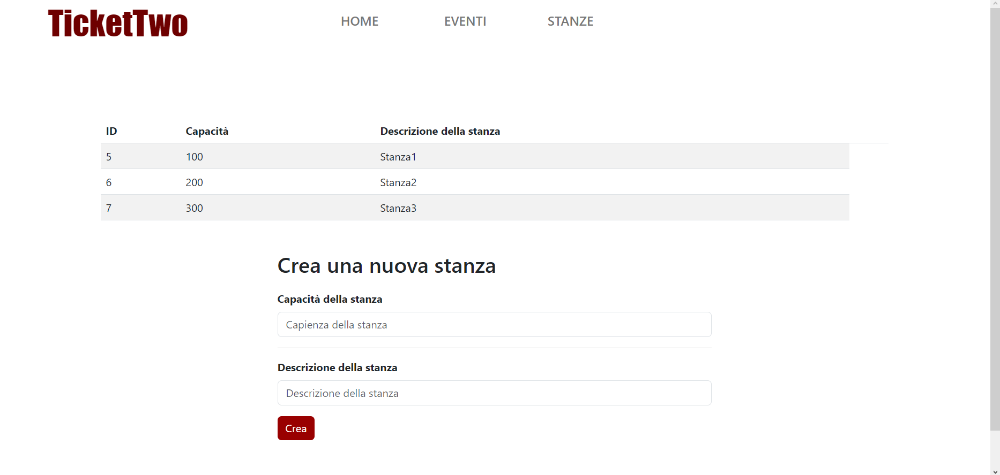 TicketTwo HOME EVENTI STANZE
ID Capacità Descrizione della stanza
5 100 Stanza1
6 200 Stanza2
7 300 Stanza3
Crea una nuova stanza
Capacità della stanza
Capienza della stanza
Descrizione della stanza
Descrizione della stanza
Crea